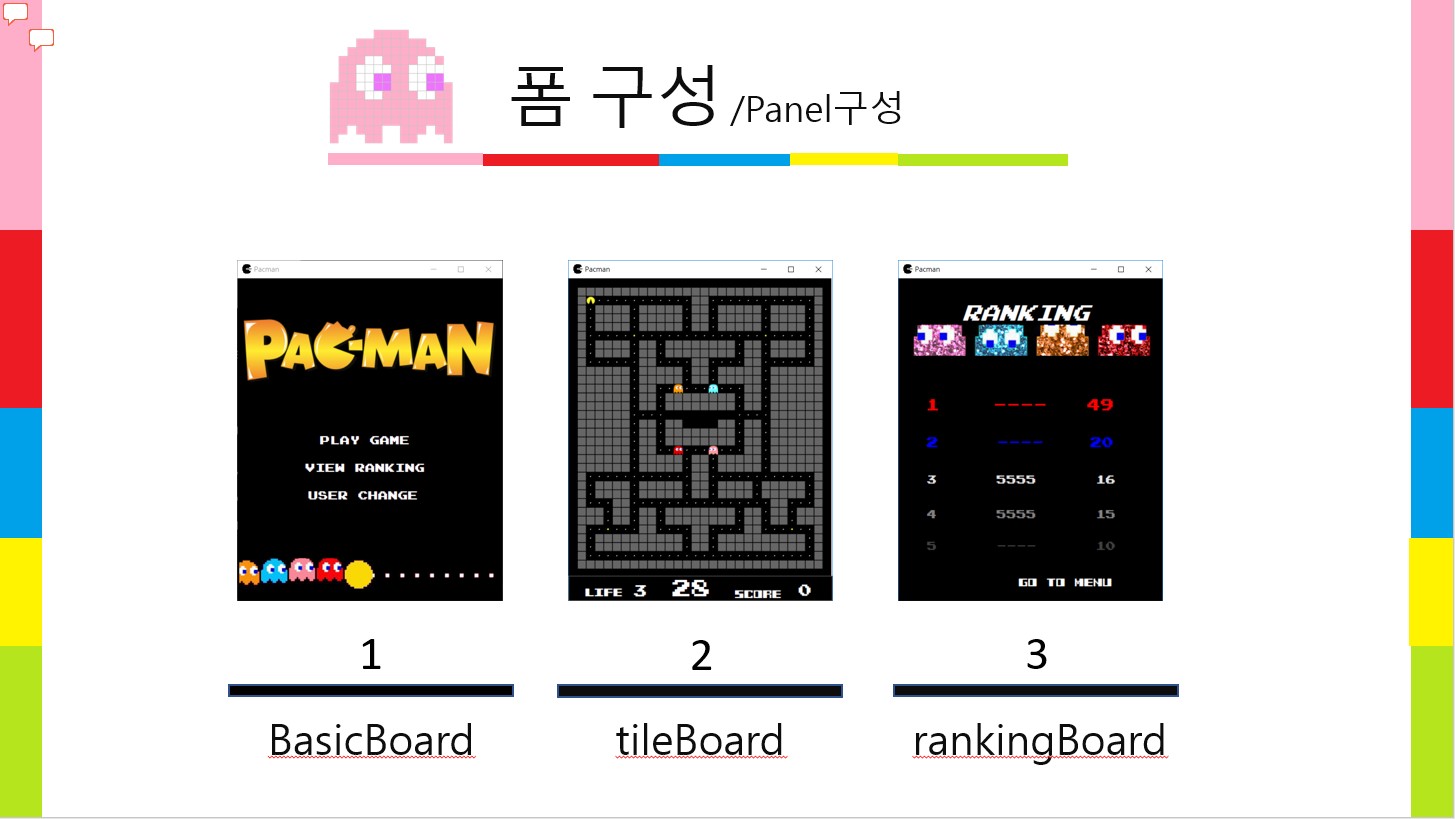 폼 구성 /Panel구성
Pacman
PAC-MAN
PLAY GAME
VIEW RANKING
USER CHANGE
Pacman
LIFE 3 28 SCORE 0
Pacman
RANKING
1 ---- 49
2 ---- 20
3 5555 16
4 5555 15
5 ---- 10
GO TO MENU
1
2
3
BasicBoard
tileBoard
rankingBoard